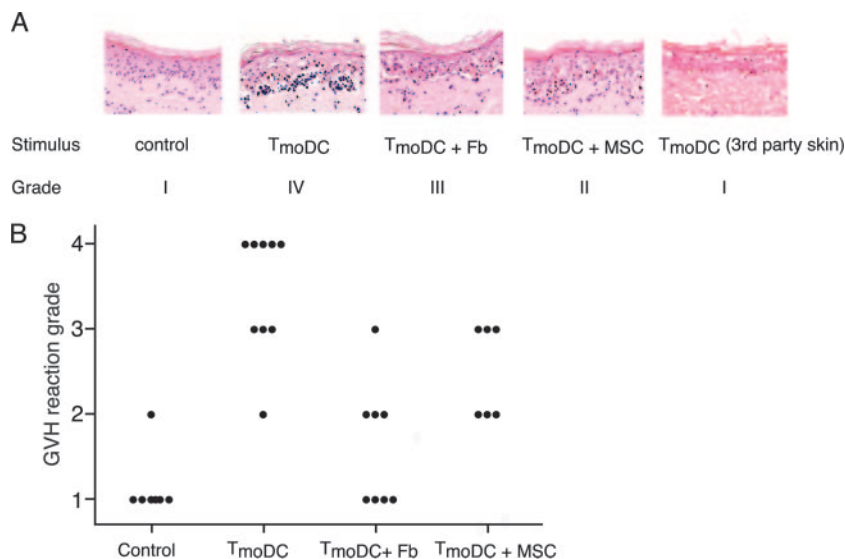 A
Stimulus control TmoDC TmoDC + Fb TmoDC + MSC TmoDC (3rd party skin)
Grade I IV III II I
B
GVH reaction grade
4
3
2
1
Control TmoDC TmoDC+ Fb TmoDC + MSC